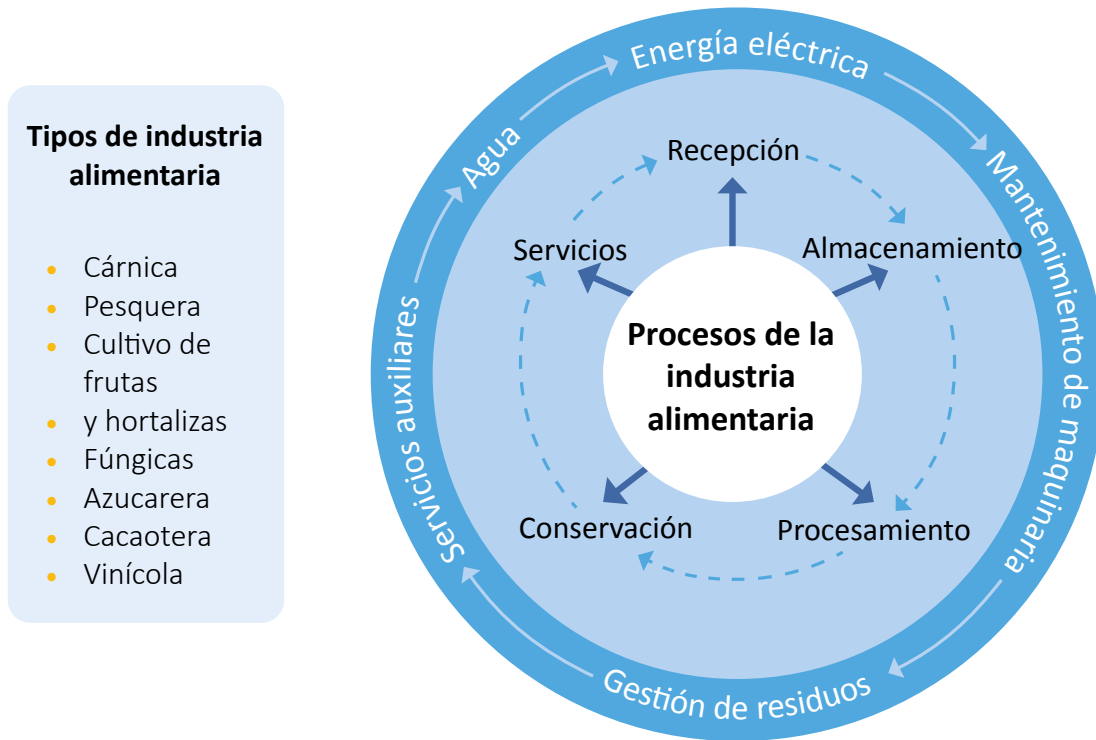 Tipos de industria
alimentaria
• Cárnica
• Pesquera
• Cultivo de
frutas
• y hortalizas
• Fúngicas
• Azucarera
• Cacaotera
• Vinícola
Energía eléctrica
Mantenimiento de maquinaria
Gestión de residuos
Servicios auxiliares
Agua
Recepción
Almacenamiento
Procesamiento
Conservación
Servicios
Procesos de la
industria
alimentaria